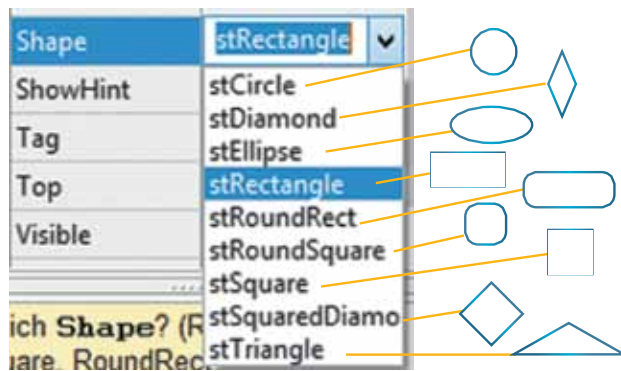 Shape stRectangle
ShowHint stCircle
stDiamond
Tag stEllipse
Top stRectangle
stRoundRect
Visible stRoundSquare
stSquare
ich Shape? (R stSquaredDiamo
uare, RoundRec stTriangle